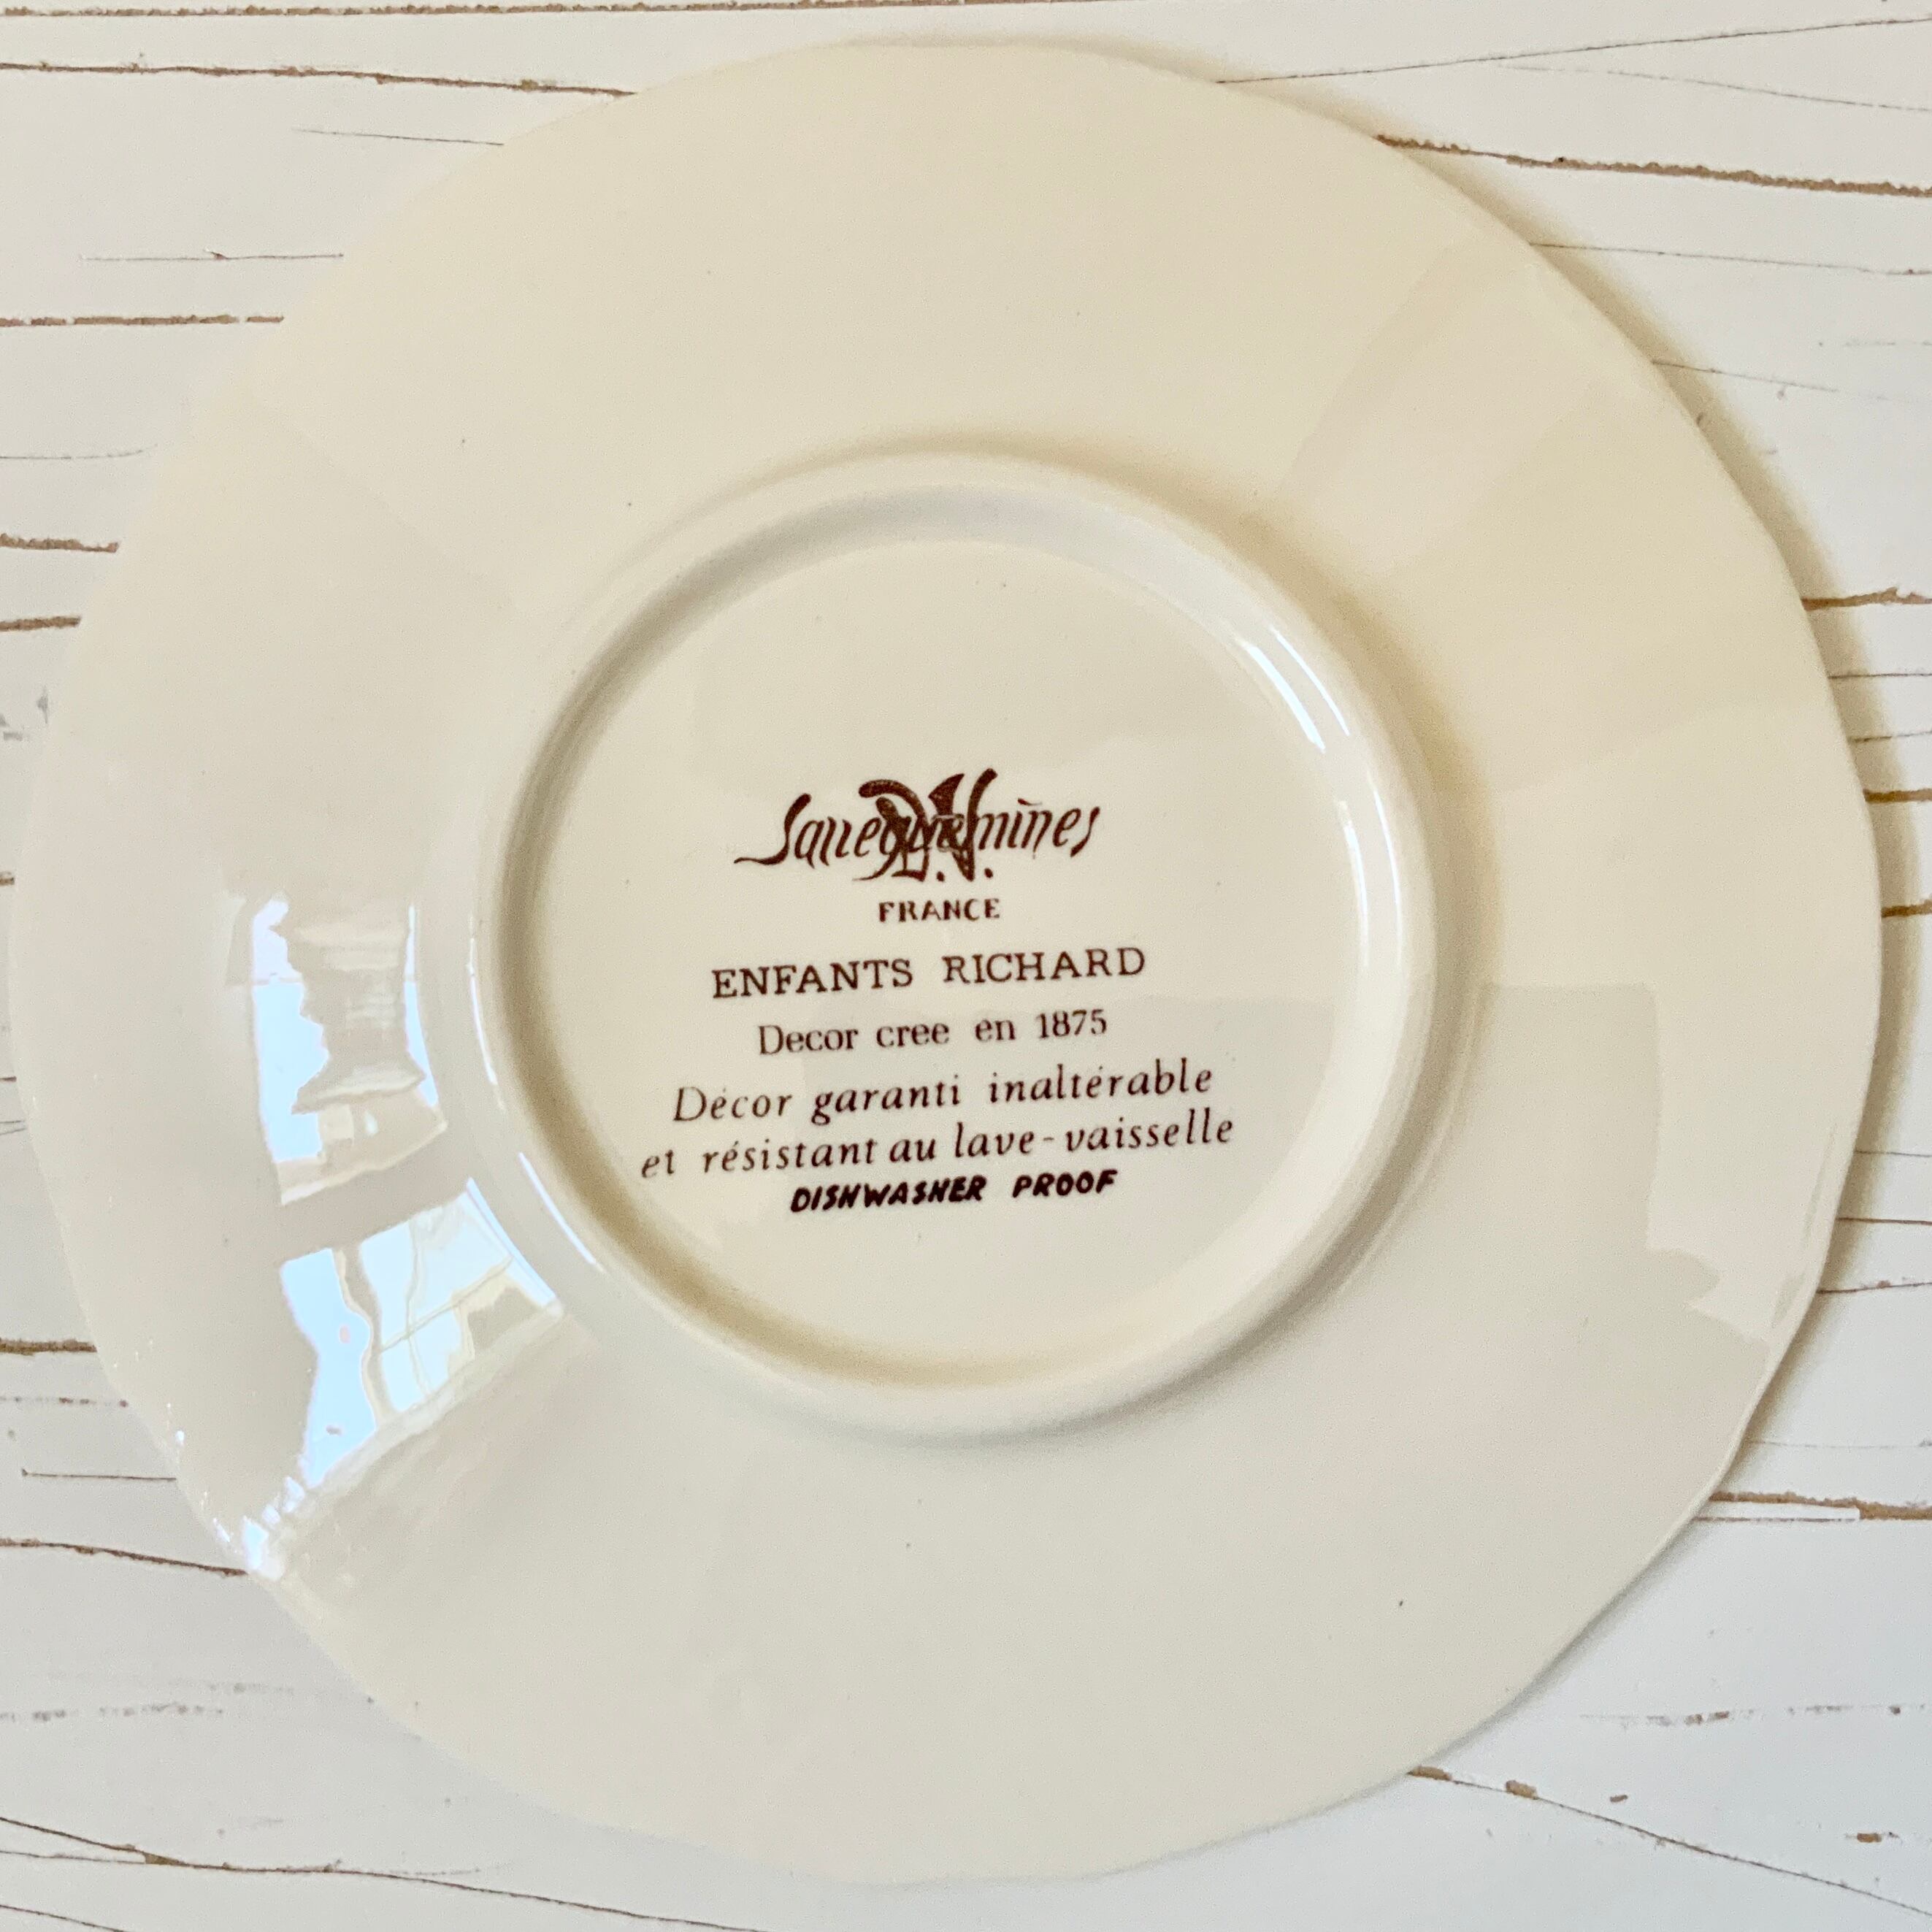 Sarreguemines
D.V.
FRANCE
ENFANTS RICHARD
Decor cree en 1875
Décor garanti inaltérable
et résistant au lave-vaisselle
DISHWASHER PROOF